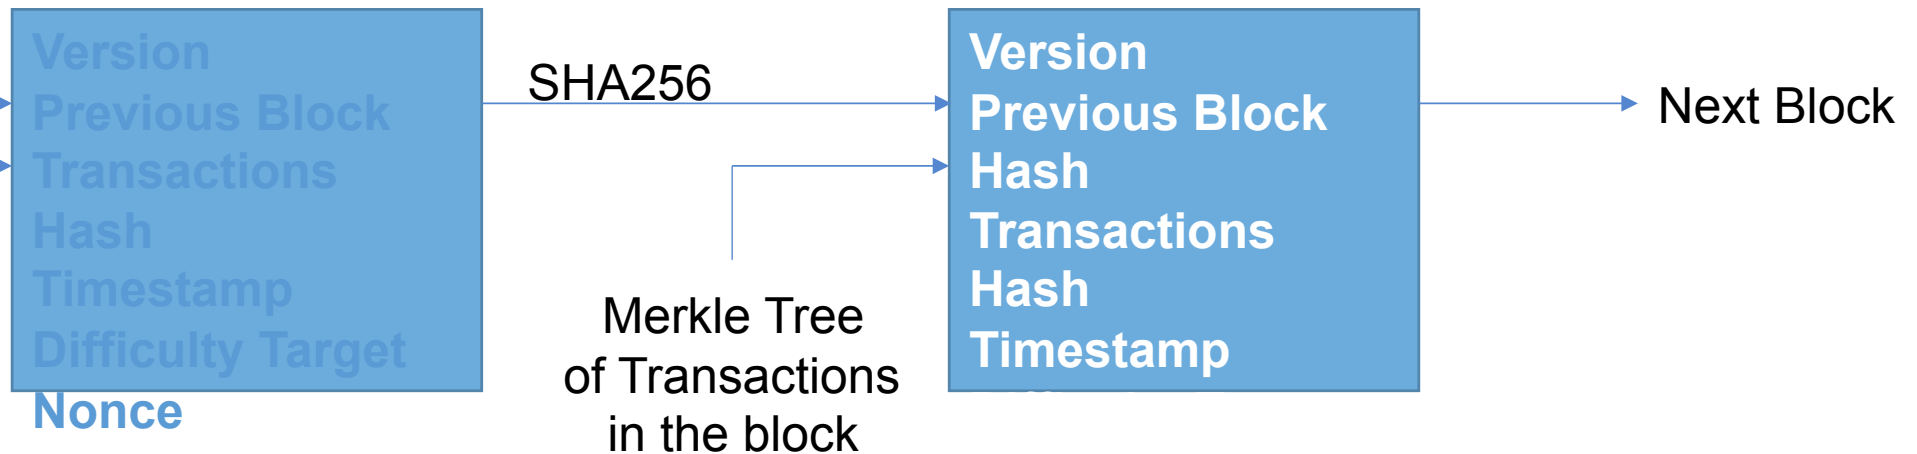 Version
Previous Block
Transactions
Hash
Timestamp
Difficulty Target
Nonce
SHA256
Merkle Tree
of Transactions
in the block
Version
Previous Block
Hash
Transactions
Hash
Timestamp
Next Block